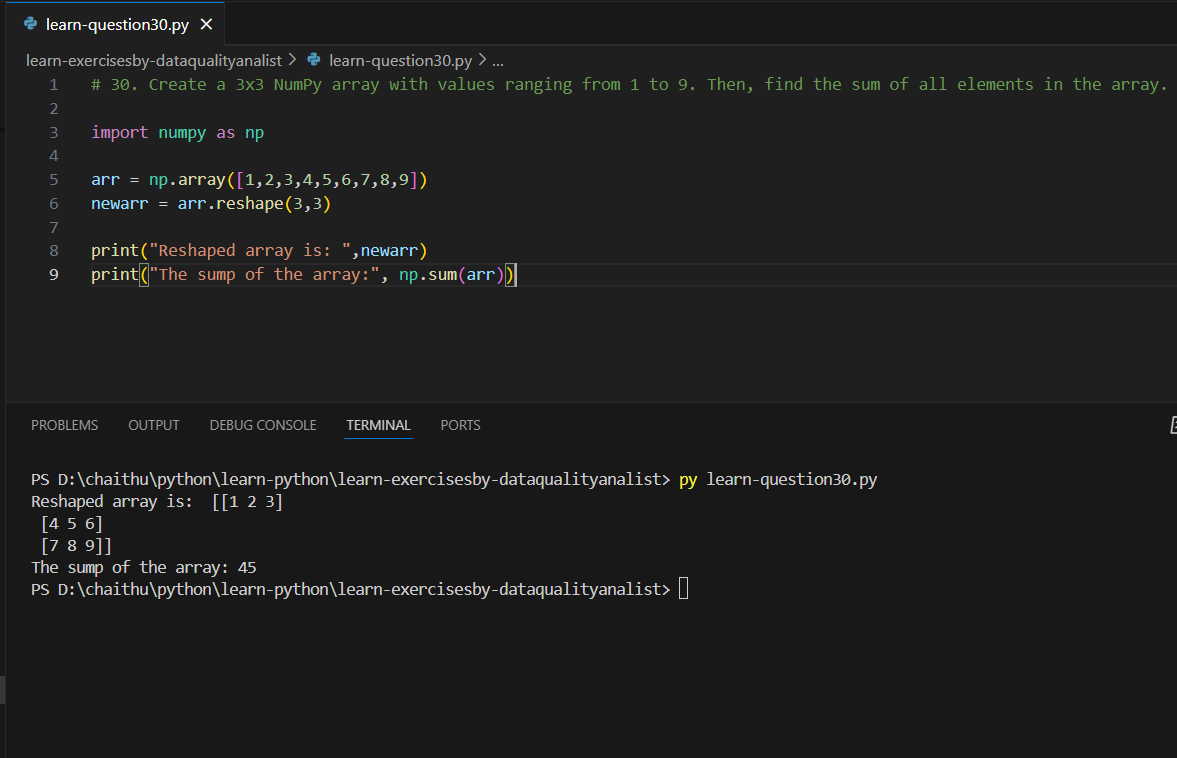 learn-question30.py ×
learn-exercisesby-dataqualityanalist > learn-question30.py > ...
1 # 30. Create a 3x3 NumPy array with values ranging from 1 to 9. Then, find the sum of all elements in the array.
2
3 import numpy as np
4
5 arr = np.array([1,2,3,4,5,6,7,8,9])
6 newarr = arr.reshape(3,3)
7
8 print("Reshaped array is: ",newarr)
9 print("The sump of the array:", np.sum(arr))
PROBLEMS OUTPUT DEBUG CONSOLE TERMINAL PORTS
PS D:\chaithu\python\learn-python\learn-exercisesby-dataqualityanalist> py learn-question30.py
Reshaped array is:  [[1 2 3]
 [4 5 6]
 [7 8 9]]
The sump of the array: 45
PS D:\chaithu\python\learn-python\learn-exercisesby-dataqualityanalist>